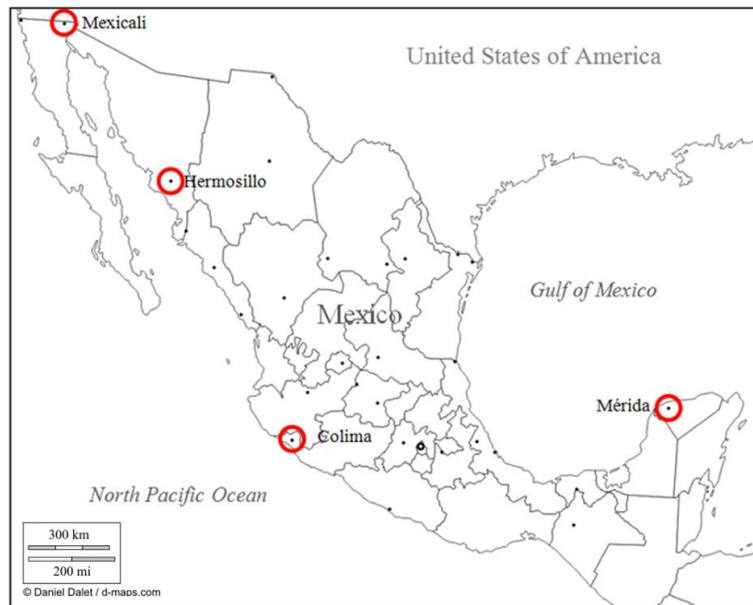 Mexicali
United States of America
Hermosillo
Gulf of Mexico
Mexico
Mérida
Colima
North Pacific Ocean
300 km
200 mi
© Daniel Dalet / d-maps.com